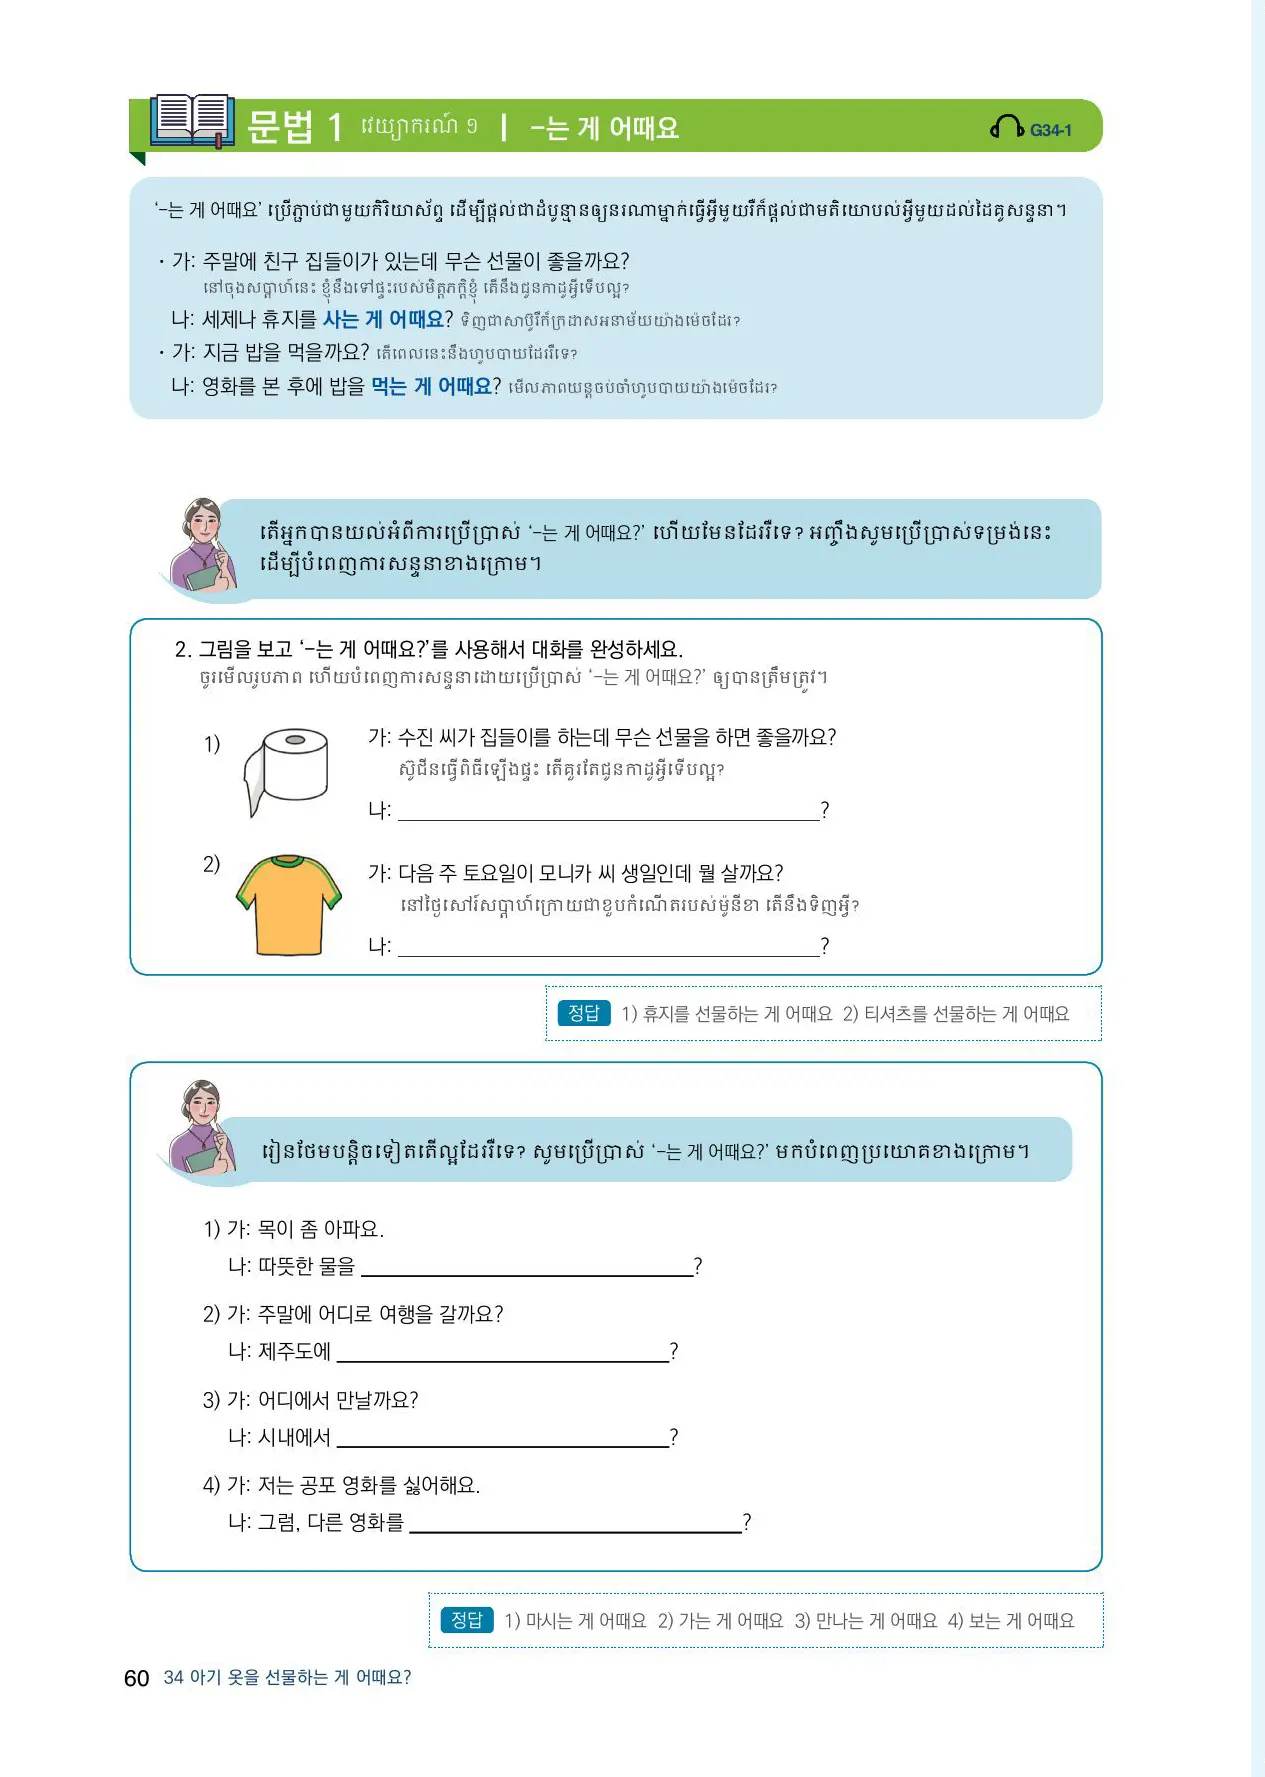 문법 1 វេយ្យាករណ៍ ១ | -는 게 어때요 G34-1
‘-는 게 어때요’ ប្រើភ្ជាប់ជាមួយកិរិយាស័ព្ទ ដើម្បីផ្ដល់ជាដំបូន្មានឲ្យនរណាម្នាក់ធ្វើអ្វីមួយរឺក៏ផ្ដល់ជាមតិយោបល់អ្វីមួយដល់ដៃគូសន្ទនា។
· 가: 주말에 친구 집들이가 있는데 무슨 선물이 좋을까요?
នៅចុងសប្ដាហ៍នេះ ខ្ញុំនឹងទៅផ្ទះរបស់មិត្តភក្ដិខ្ញុំ តើនឹងជូនកាដូអ្វីទើបល្អ?
나: 세제나 휴지를 사는 게 어때요? ទិញជាសាប៊ូរឺក៏ក្រដាសអនាម័យយ៉ាងម៉េចដែរ?
· 가: 지금 밥을 먹을까요? តើពេលនេះនឹងហូបបាយដែររឺទេ?
나: 영화를 본 후에 밥을 먹는 게 어때요? មើលភាពយន្តចប់ចាំហូបបាយយ៉ាងម៉េចដែរ?
តើអ្នកបានយល់អំពីការប្រើប្រាស់ ‘-는 게 어때요?’ ហើយមែនដែររឺទេ? អញ្ចឹងសូមប្រើប្រាស់ទម្រង់នេះ
ដើម្បីបំពេញការសន្ទនាខាងក្រោម។
2. 그림을 보고 ‘-는 게 어때요?’를 사용해서 대화를 완성하세요.
ចូរមើលរូបភាព ហើយបំពេញការសន្ទនាដោយប្រើប្រាស់ ‘-는 게 어때요?’ ឲ្យបានត្រឹមត្រូវ។
1) 가: 수진 씨가 집들이를 하는데 무슨 선물을 하면 좋을까요?
ស៊ូជីនធ្វើពិធីឡើងផ្ទះ តើគួរតែជូនកាដូអ្វីទើបល្អ?
나: ?
2) 가: 다음 주 토요일이 모니카 씨 생일인데 뭘 살까요?
នៅថ្ងៃសៅរ៍សប្ដាហ៍ក្រោយជាខួបកំណើតរបស់ម៉ូនីខា តើនឹងទិញអ្វី?
나: ?
정답 1) 휴지를 선물하는 게 어때요 2) 티셔츠를 선물하는 게 어때요
រៀនថែមបន្តិចទៀតតើល្អដែររឺទេ? សូមប្រើប្រាស់ ‘-는 게 어때요?’ មកបំពេញប្រយោគខាងក្រោម។
1) 가: 목이 좀 아파요.
나: 따뜻한 물을 ?
2) 가: 주말에 어디로 여행을 갈까요?
나: 제주도에 ?
3) 가: 어디에서 만날까요?
나: 시내에서 ?
4) 가: 저는 공포 영화를 싫어해요.
나: 그럼, 다른 영화를 ?
정답 1) 마시는 게 어때요 2) 가는 게 어때요 3) 만나는 게 어때요 4) 보는 게 어때요
60 34 아기 옷을 선물하는 게 어때요?